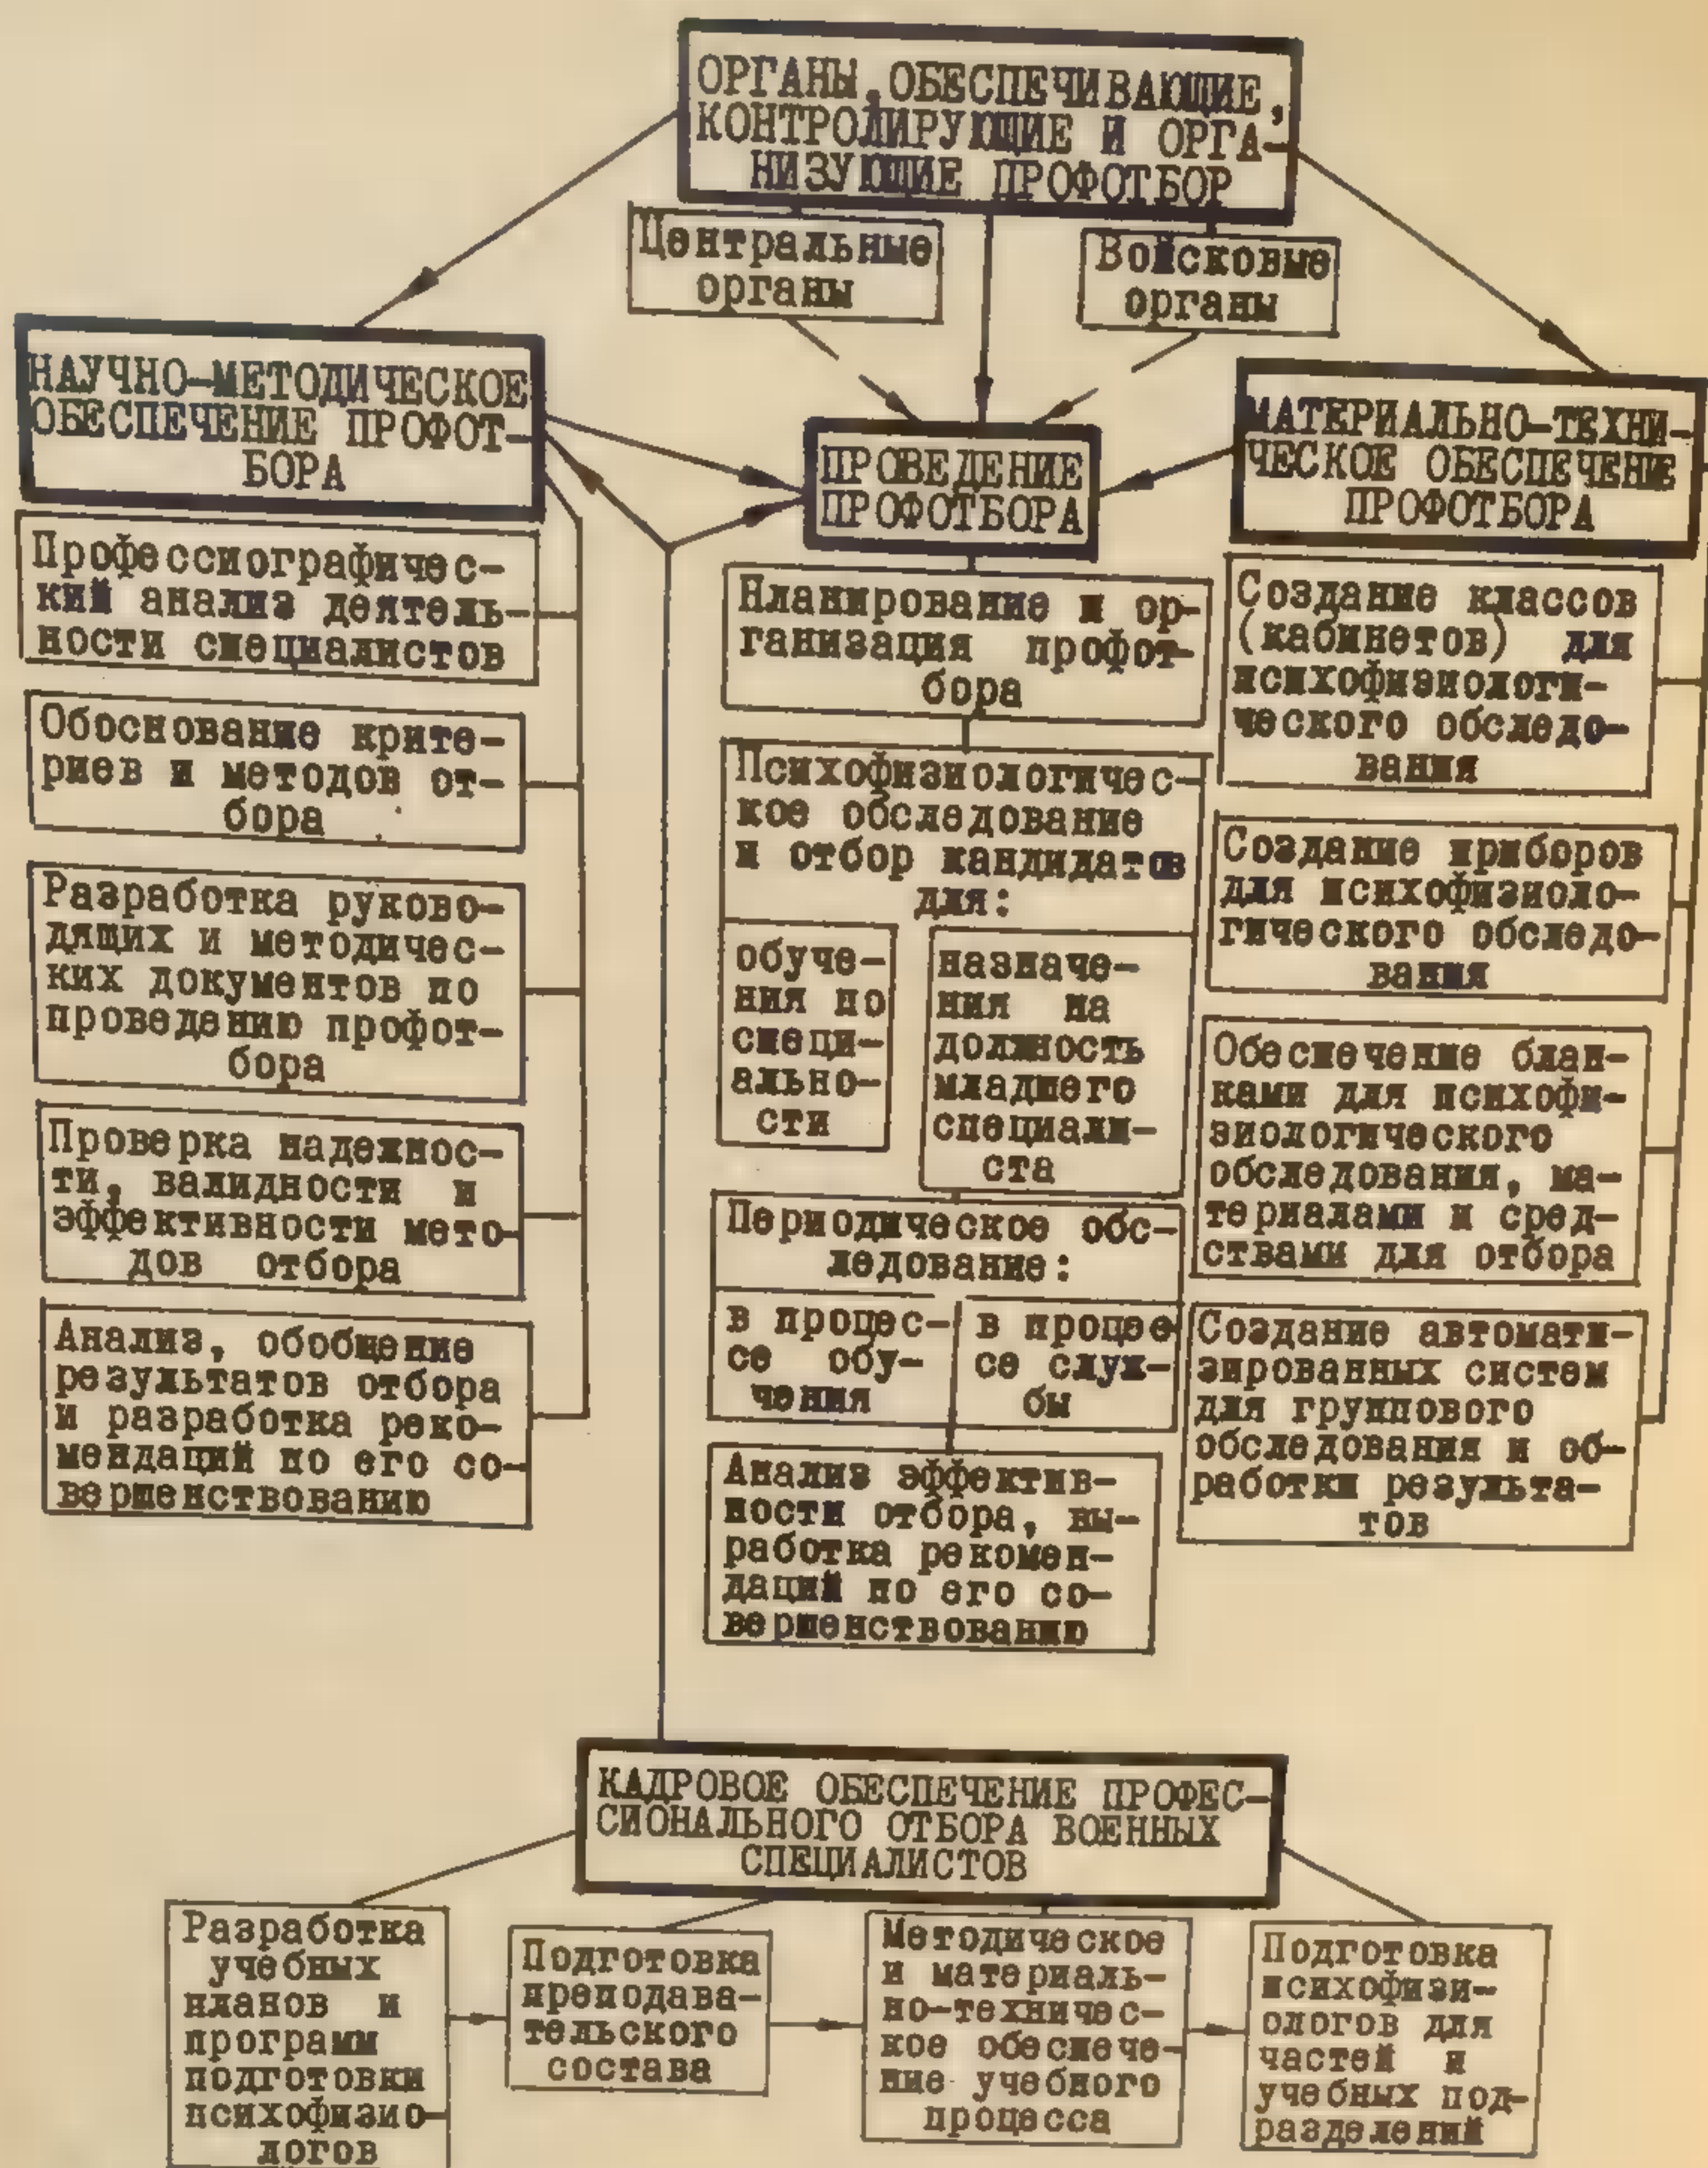 ОРГАНЫ, ОБЕСПЕЧИВАЮЩИЕ,
КОНТРОЛИРУЮЩИЕ И ОРГА-
НИЗУЮЩИЕ ПРОФОТБОР
Центральные
органы
Войсковые
органы
НАУЧНО-МЕТОДИЧЕСКОЕ
ОБЕСПЕЧЕНИЕ ПРОФОТ-
БОРА
ПРОВЕДЕНИЕ
ПРОФОТБОРА
МАТЕРИАЛЬНО-ТЕХНИ-
ЧЕСКОЕ ОБЕСПЕЧЕНИЕ
ПРОФОТБОРА
Профессиографичес-
кий анализ деятель-
ности специалистов
Обоснование крите-
риев и методов от-
бора
Разработка руково-
дящих и методичес-
ких документов по
проведению профот-
бора
Проверка надежнос-
ти, валидности и
эффективности мето-
дов отбора
Анализ, обобщение
результатов отбора
и разработка реко-
мендаций по его со-
вершенствованию
Планирование и ор-
ганизация профот-
бора
Психофизиологичес-
кое обследование
и отбор кандидатов
для:
обуче-
ния по
специ-
ально-
сти
назначе-
ния на
должность
младшего
специали-
ста
Периодическое обс-
ледование:
в процес-
се обу-
чения
в процес
се служ-
бы
Анализ эффектив-
ности отбора, вы-
работка рекомен-
даций по его со-
вершенствованию
Создание классов
(кабинетов) для
психофизиологи-
ческого обследо-
вания
Создание приборов
для психофизиоло-
гического обследо-
вания
Обеспечение блан-
ками для психофи-
зиологического
обследования, ма-
териалами и сред-
ствами для отбора
Создание автомати-
зированных систем
для группового
обследования и об-
работки результа-
тов
КАДРОВОЕ ОБЕСПЕЧЕНИЕ ПРОФЕС-
СИОНАЛЬНОГО ОТБОРА ВОЕННЫХ
СПЕЦИАЛИСТОВ
Разработка
учебных
планов и
программ
подготовки
психофизио-
логов
Подготовка
преподава-
тельского
состава
Методическое
и материаль-
но-техничес-
кое обеспече-
ние учебного
процесса
Подготовка
психофизи-
ологов для
частей и
учебных под-
разделений